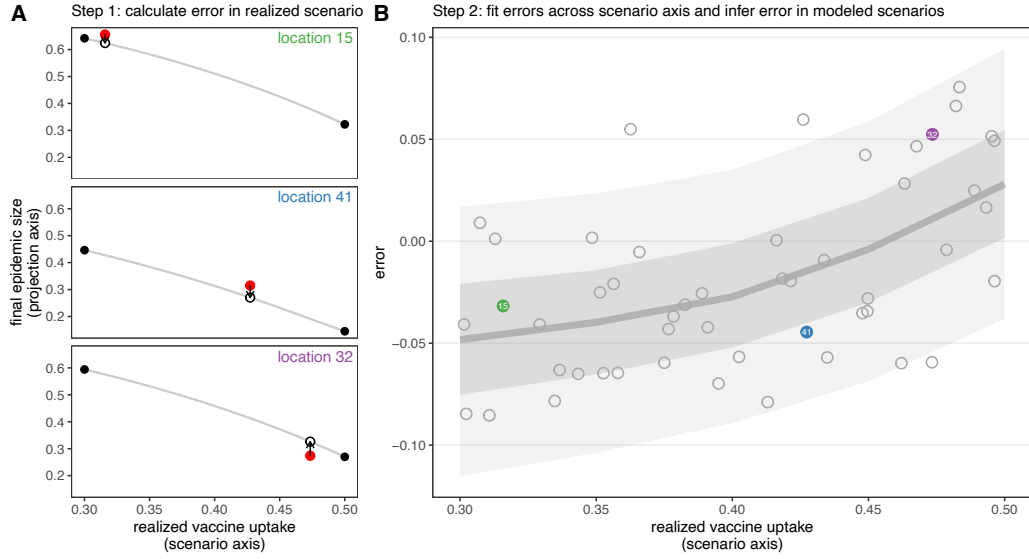 A
Step 1: calculate error in realized scenario
location 15
0.6
0.5
0.4
0.3
0.2
location 41
0.6
0.5
0.4
0.3
0.2
location 32
0.6
0.5
0.4
0.3
0.2
final epidemic size
(projection axis)
0.30
0.35
0.40
0.45
0.50
realized vaccine uptake
(scenario axis)
B
Step 2: fit errors across scenario axis and infer error in modeled scenarios
0.10
0.05
0.00
−0.05
−0.10
error
15
41
32
0.30
0.35
0.40
0.45
0.50
realized vaccine uptake
(scenario axis)